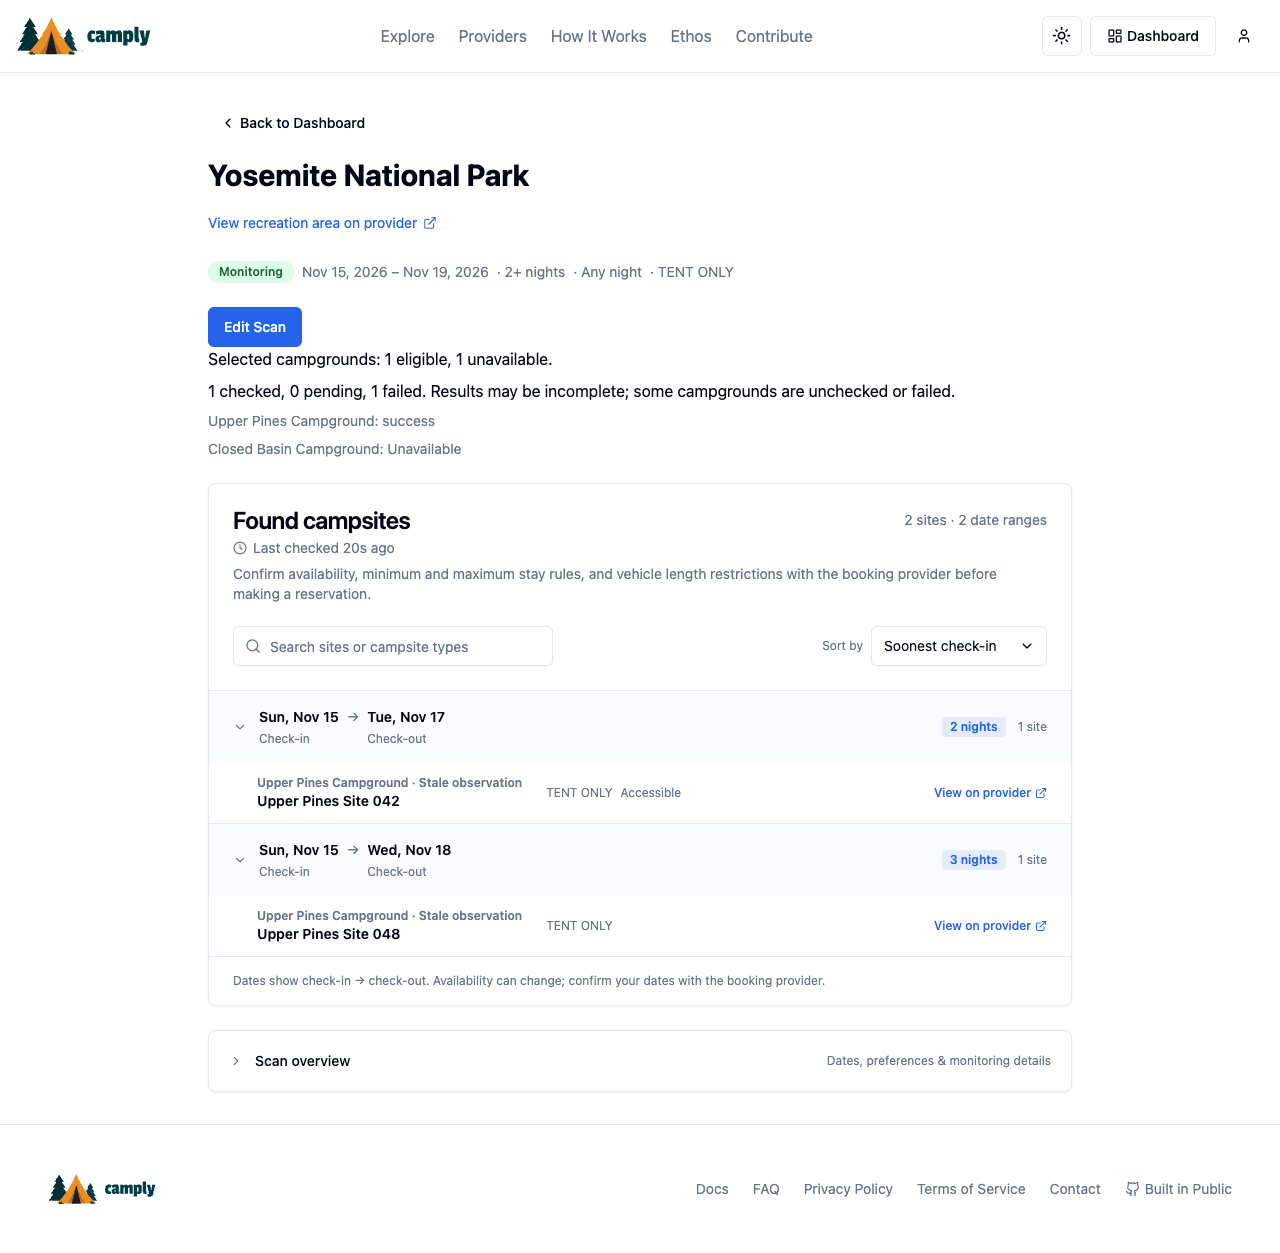 camply
Explore
Providers
How It Works
Ethos
Contribute
Dashboard
Back to Dashboard
Yosemite National Park
View recreation area on provider
Monitoring Nov 15, 2026 – Nov 19, 2026 · 2+ nights · Any night · TENT ONLY
Edit Scan
Selected campgrounds: 1 eligible, 1 unavailable.
1 checked, 0 pending, 1 failed. Results may be incomplete; some campgrounds are unchecked or failed.
Upper Pines Campground: success
Closed Basin Campground: Unavailable
Found campsites
2 sites · 2 date ranges
Last checked 20s ago
Confirm availability, minimum and maximum stay rules, and vehicle length restrictions with the booking provider before
making a reservation.
Search sites or campsite types
Sort by
Soonest check-in
Sun, Nov 15 → Tue, Nov 17
Check-in Check-out
2 nights 1 site
Upper Pines Campground · Stale observation
Upper Pines Site 042
TENT ONLY Accessible
View on provider
Sun, Nov 15 → Wed, Nov 18
Check-in Check-out
3 nights 1 site
Upper Pines Campground · Stale observation
Upper Pines Site 048
TENT ONLY
View on provider
Dates show check-in → check-out. Availability can change; confirm your dates with the booking provider.
Scan overview
Dates, preferences & monitoring details
camply
Docs
FAQ
Privacy Policy
Terms of Service
Contact
Built in Public